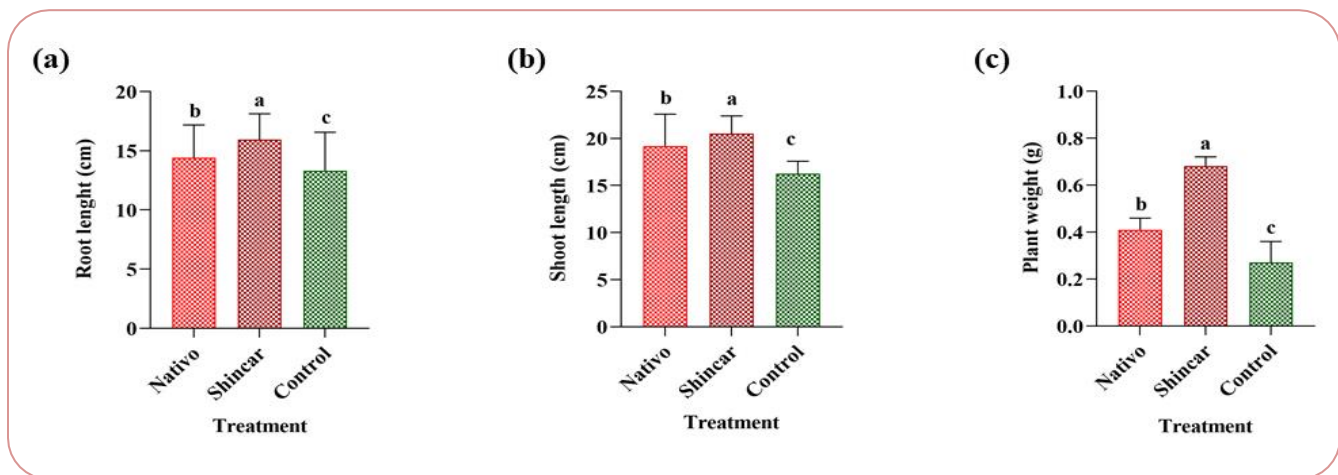 (a)
Root lenght (cm)
20
15
10
5
0
b
a
c
Nativo
Shincar
Control
Treatment
(b)
Shoot length (cm)
25
20
15
10
5
0
b
a
c
Nativo
Shincar
Control
Treatment
(c)
Plant weight (g)
1.0
0.8
0.6
0.4
0.2
0.0
b
a
c
Nativo
Shincar
Control
Treatment